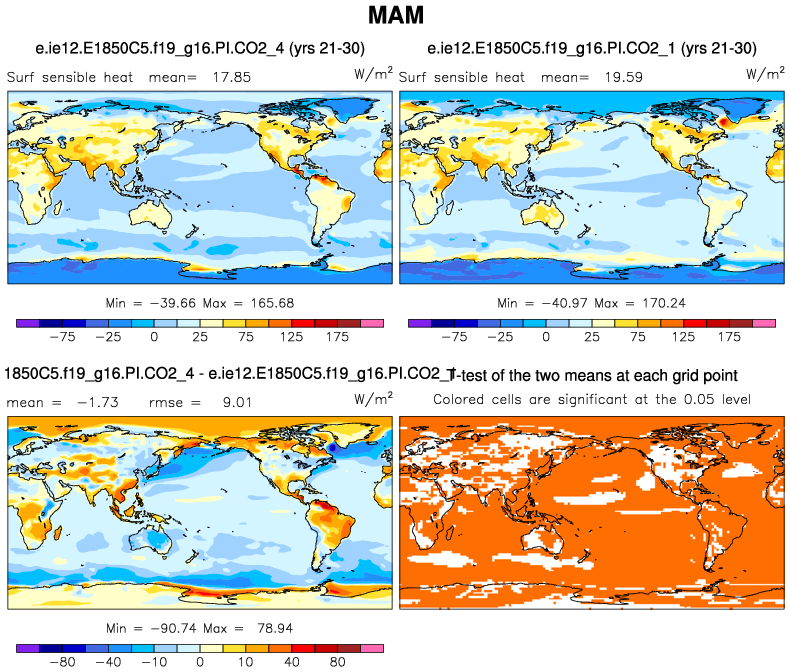 MAM
e.ie12.E1850C5.f19_g16.PI.CO2_4 (yrs 21-30)
e.ie12.E1850C5.f19_g16.PI.CO2_1 (yrs 21-30)
Surf sensible heat mean= 17.85 W/m²
Surf sensible heat mean= 19.59 W/m²
Min = −39.66 Max = 165.68
Min = −40.97 Max = 170.24
−75 −25 0 25 75 125 175
−75 −25 0 25 75 125 175
1850C5.f19_g16.PI.CO2_4 - e.ie12.E1850C5.f19_g16.PI.CO2_1
T-test of the two means at each grid point
mean = −1.73 rmse = 9.01 W/m²
Colored cells are significant at the 0.05 level
Min = −90.74 Max = 78.94
−80 −40 −10 0 10 40 80